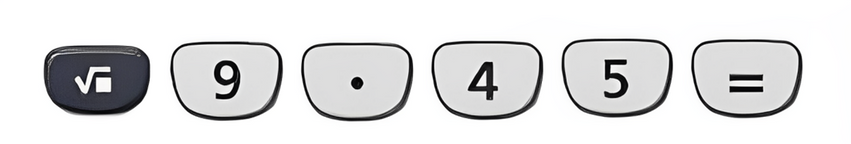 √■ 9 . 4 5 =